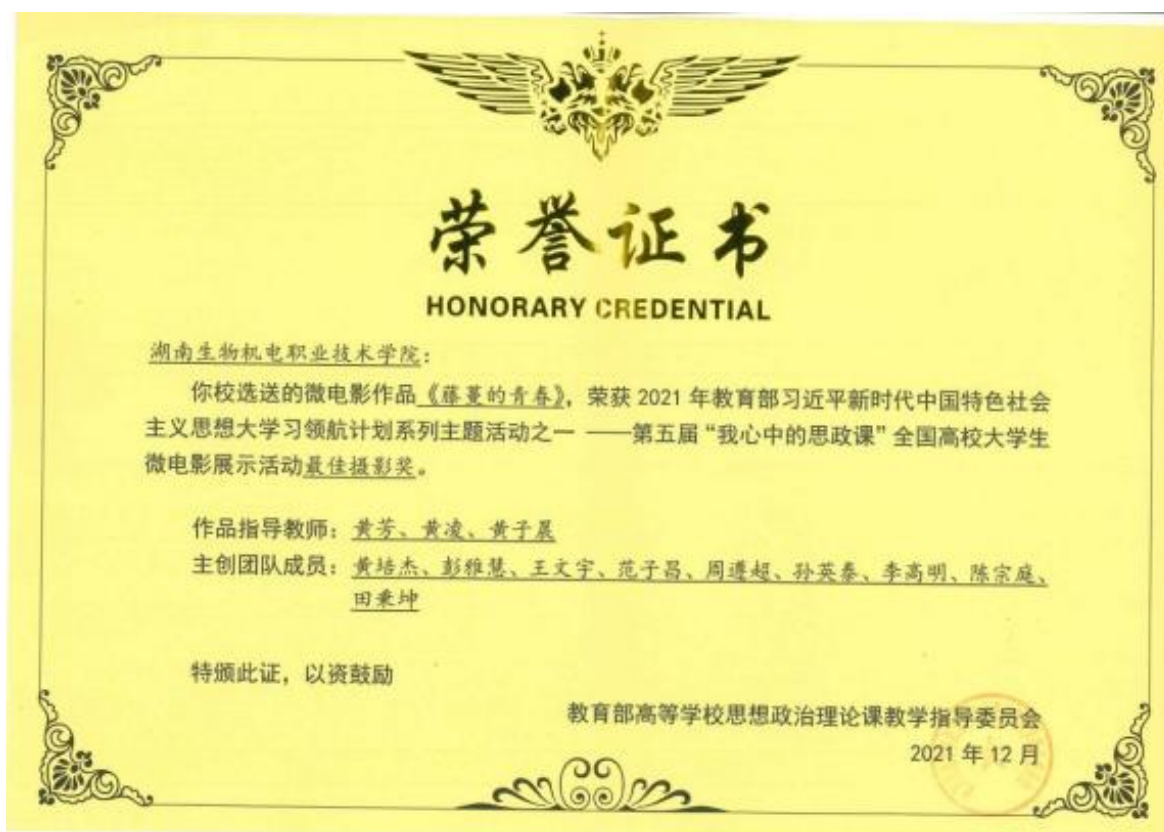 荣誉证书
HONORARY CREDENTIAL
湖南生物机电职业技术学院：
你校选送的微电影作品《藤蔓的青春》，荣获 2021 年教育部习近平新时代中国特色社会
主义思想大学习领航计划系列主题活动之一 ——第五届“我心中的思政课”全国高校大学生
微电影展示活动最佳摄影奖。
作品指导教师：黄芳、黄凌、黄子晨
主创团队成员：黄培杰、彭雅慧、王文宇、范子昌、周遵超、孙英泰、李高明、陈宗庭、
田秉坤
特颁此证，以资鼓励
教育部高等学校思想政治理论课教学指导委员会
2021 年 12 月